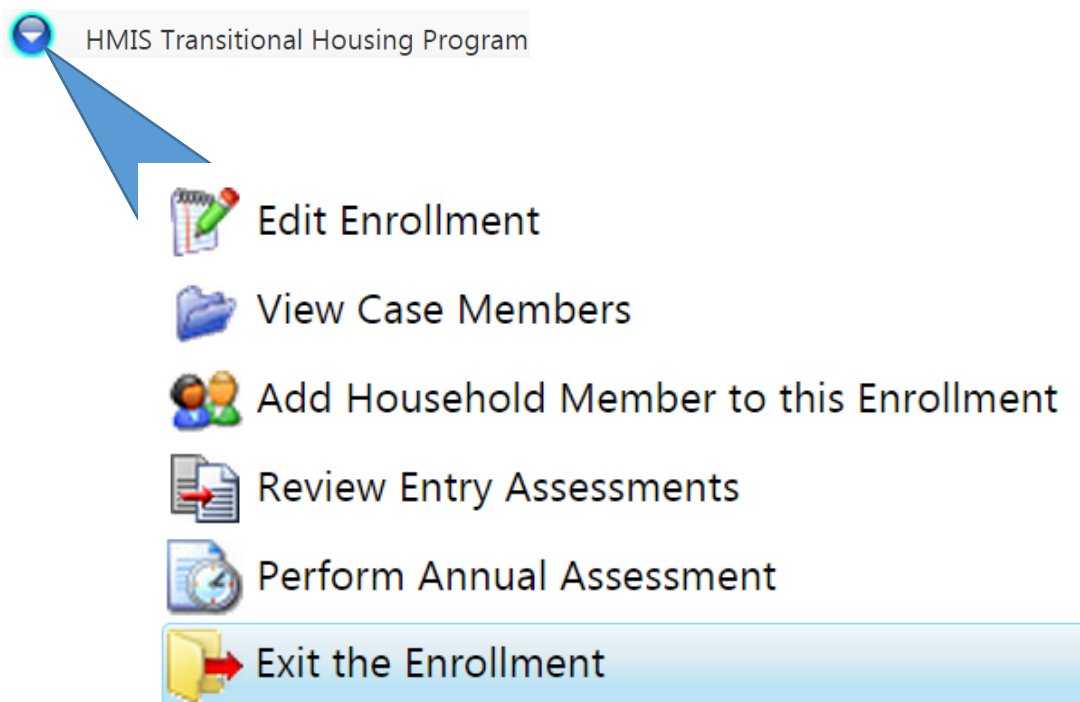 HMIS Transitional Housing Program
Edit Enrollment
View Case Members
Add Household Member to this Enrollment
Review Entry Assessments
Perform Annual Assessment
Exit the Enrollment